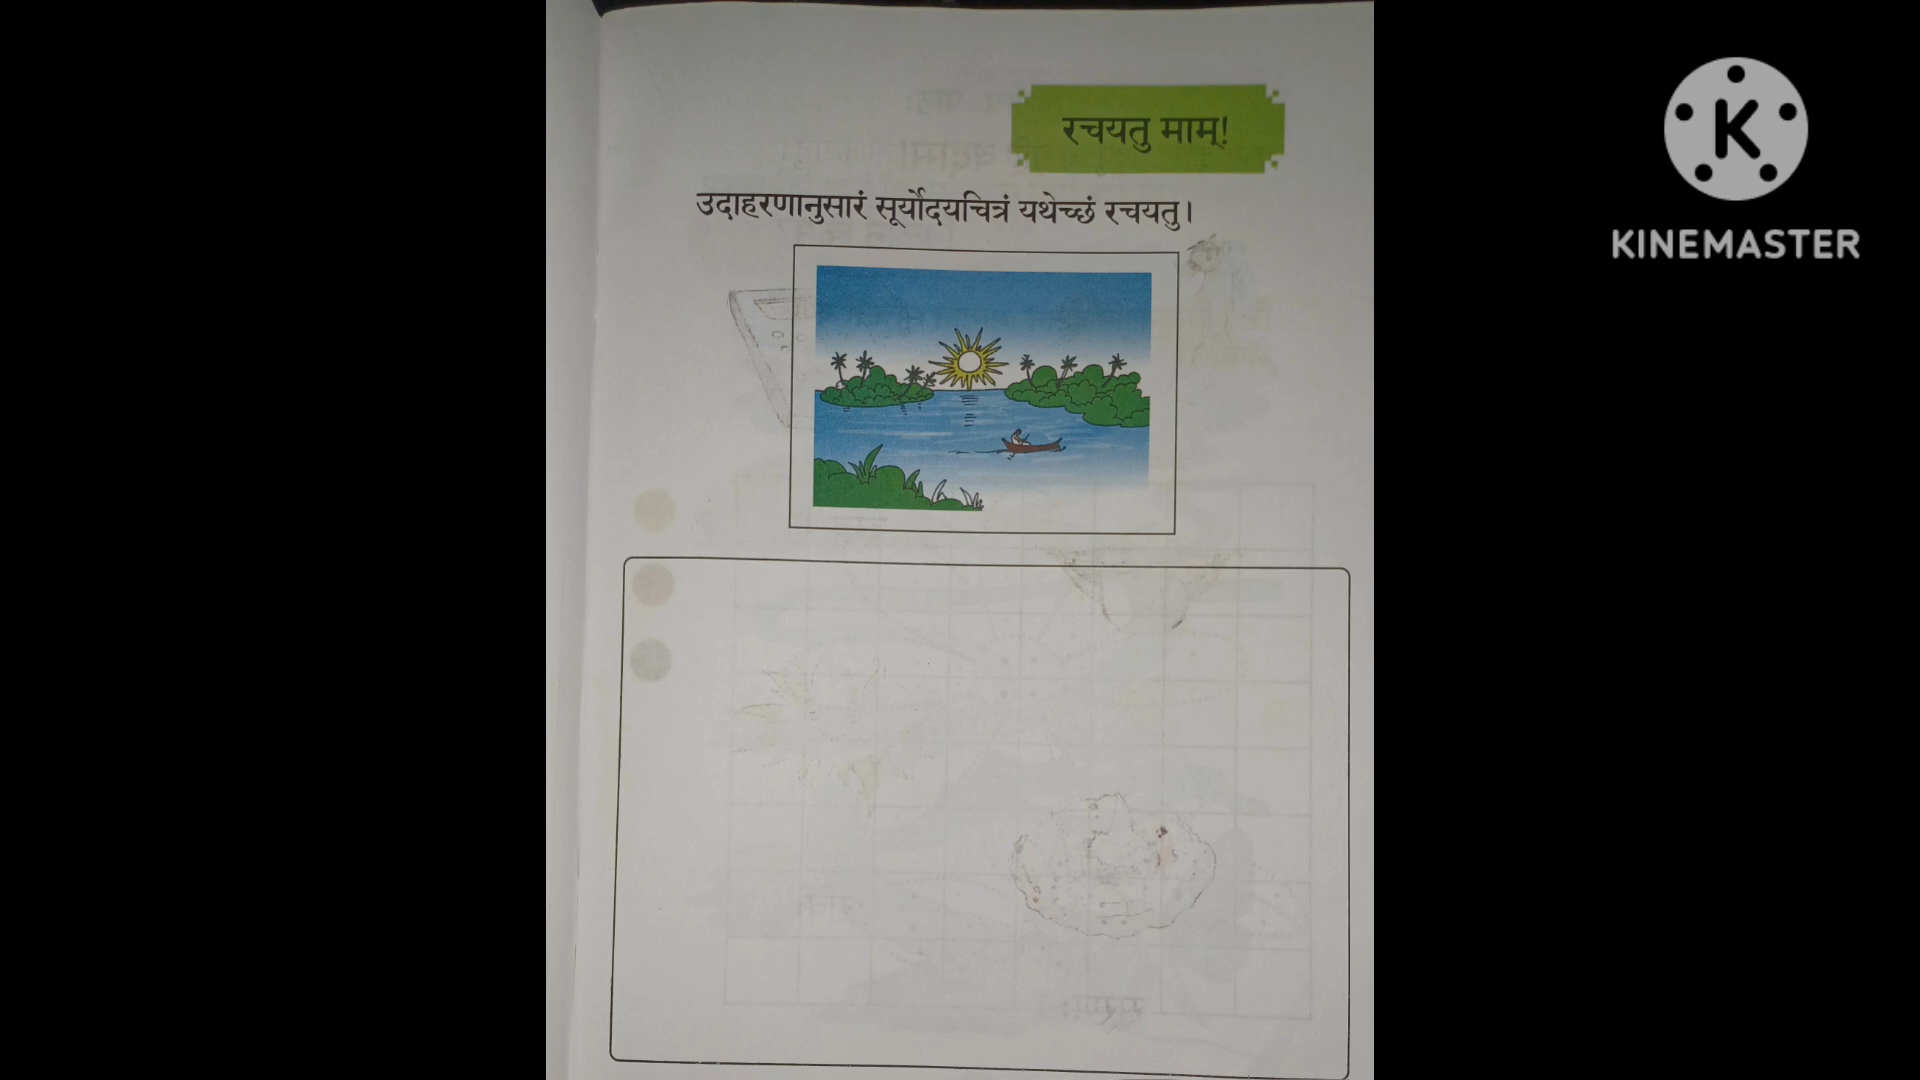 रचयतु माम्!
उदाहरणानुसारं सूर्योदयचित्रं यथेच्छं रचयतु।
KINEMASTER